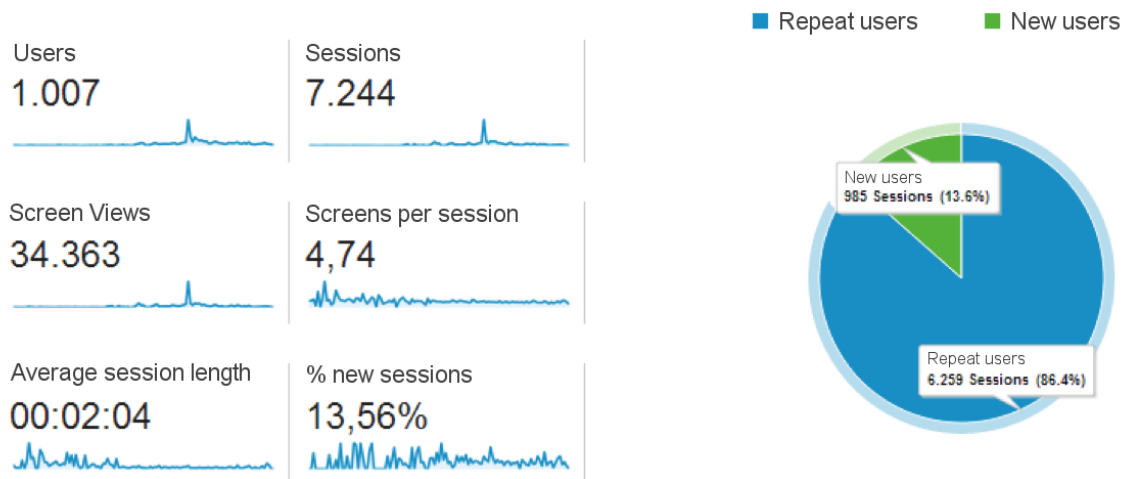 Repeat users
New users
Users
1.007
Sessions
7.244
Screen Views
34.363
Screens per session
4,74
Average session length
00:02:04
% new sessions
13,56%
New users
985 Sessions (13.6%)
Repeat users
6.259 Sessions (86.4%)